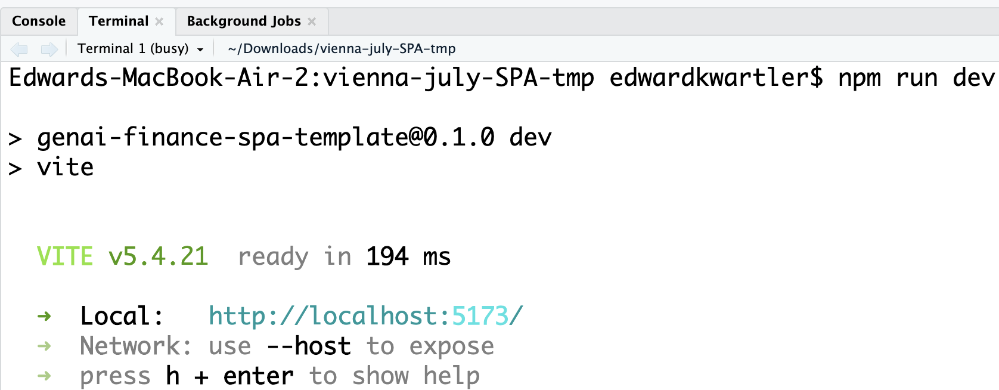 Console Terminal × Background Jobs ×
Terminal 1 (busy) ~/Downloads/vienna-july-SPA-tmp
Edwards-MacBook-Air-2:vienna-july-SPA-tmp edwardkwartler$ npm run dev
> genai-finance-spa-template@0.1.0 dev
> vite
VITE v5.4.21 ready in 194 ms
➜ Local: http://localhost:5173/
➜ Network: use --host to expose
➜ press h + enter to show help